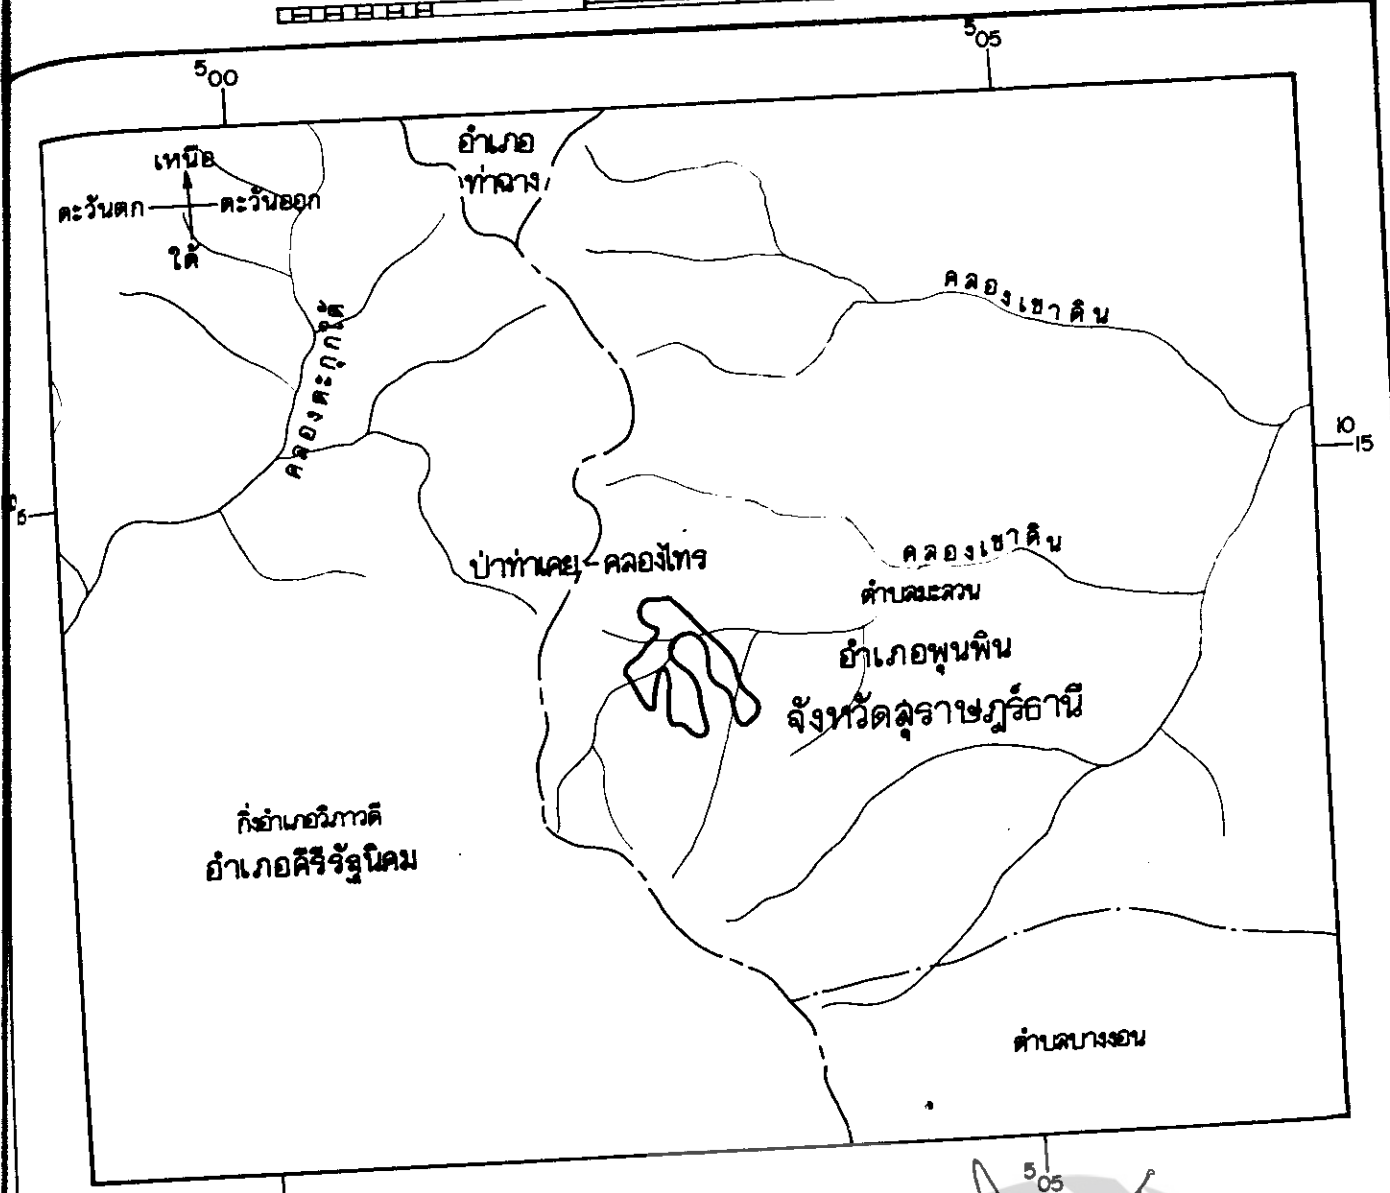 500
505
อำเภอ
ท่าฉาง
เหนือ
ตะวันตก
ตะวันออก
ใต้
คลองเขาดิน
คลองตะกุกใต้
10
15
ป่าท่าเคย-คลองไทร
คลองเขาดิน
ตำบลมะลวน
อำเภอพุนพิน
จังหวัดสุราษฎร์ธานี
กิ่งอำเภอวิภาวดี
อำเภอคีรีรัฐนิคม
ตำบลบางงอน
505